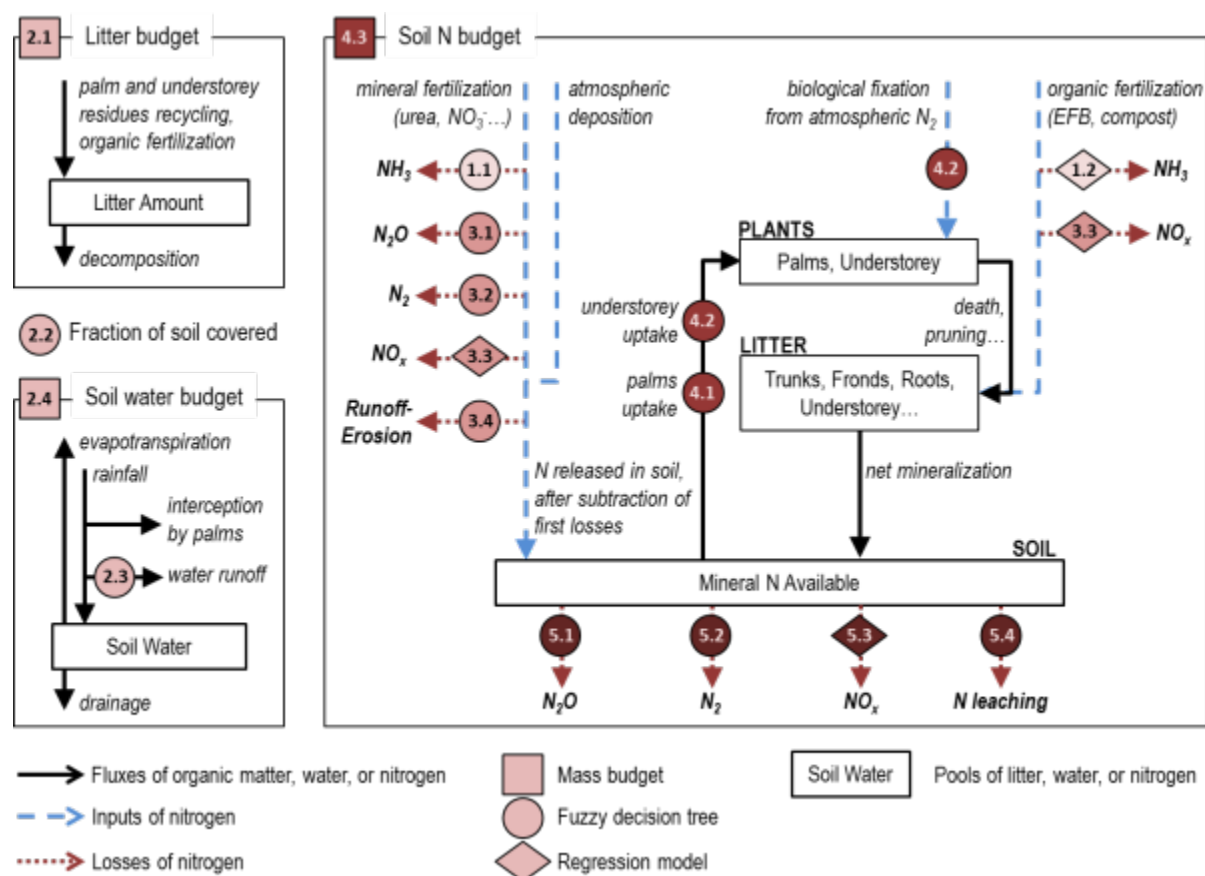 2.1 Litter budget
palm and understorey
residues recycling,
organic fertilization
Litter Amount
decomposition
2.2 Fraction of soil covered
2.4 Soil water budget
evapotranspiration
rainfall
interception
by palms
2.3 water runoff
Soil Water
drainage
4.3 Soil N budget
mineral fertilization
(urea, NO3-…)
atmospheric
deposition
biological fixation
from atmospheric N2
organic fertilization
(EFB, compost)
NH3 1.1
N2O 3.1
N2 3.2
NOx 3.3
Runoff-
Erosion
3.4
4.2
1.2 NH3
3.3 NOx
PLANTS
Palms, Understorey
understorey
uptake
4.2
palms
uptake
4.1
death,
pruning…
LITTER
Trunks, Fronds, Roots,
Understorey…
N released in soil,
after subtraction of
first losses
net mineralization
SOIL
Mineral N Available
5.1 5.2 5.3 5.4
N2O N2 NOx N leaching
Fluxes of organic matter, water, or nitrogen
Inputs of nitrogen
Losses of nitrogen
Mass budget
Fuzzy decision tree
Regression model
Soil Water Pools of litter, water, or nitrogen